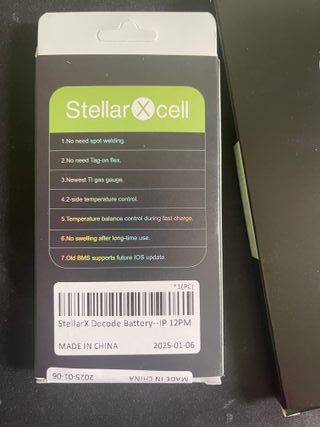 StellarXcell
1.No need spot welding.
2.No need Tag-on flex.
3.Newest TI gas gauge.
4.2-side temperature control.
5.Temperature balance control during fast charge.
6.No swelling after long-time use.
7.Old BMS supports future iOS update.
*1(PC)
StellarX Decode Battery--IP 12PM
MADE IN CHINA 2025-01-06
MADE IN CHINA 2025-01-06